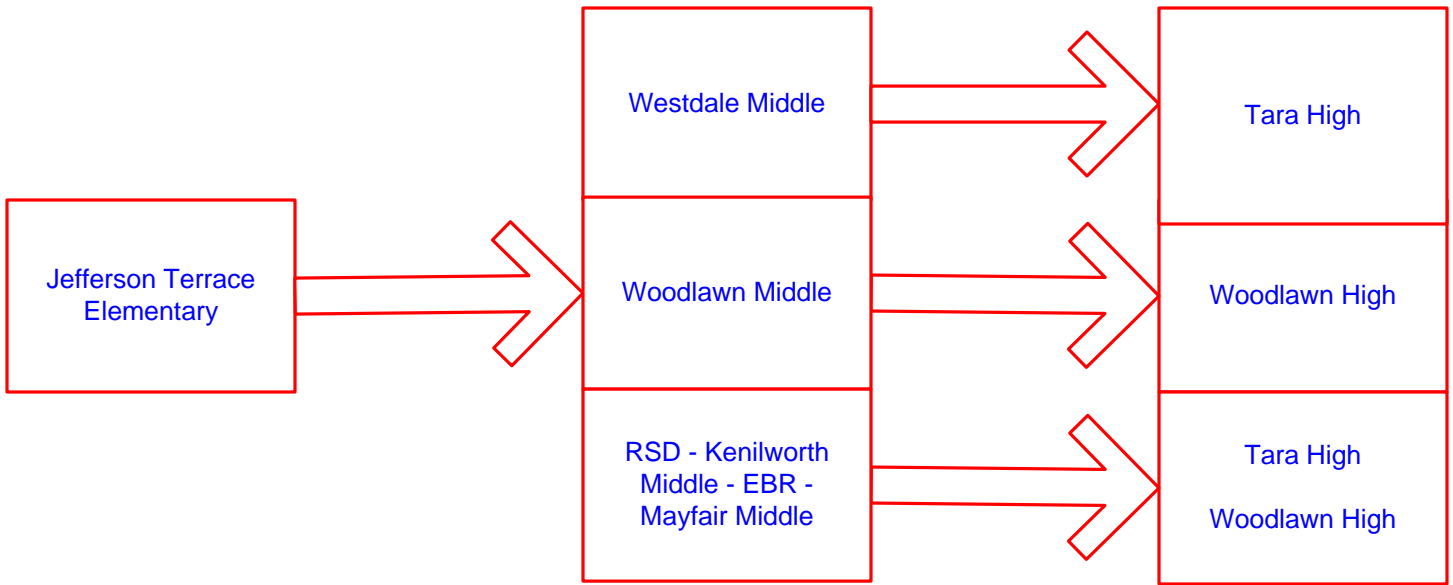 Westdale Middle
Tara High
Jefferson Terrace
Elementary
Woodlawn Middle
Woodlawn High
RSD - Kenilworth
Middle - EBR -
Mayfair Middle
Tara High
Woodlawn High